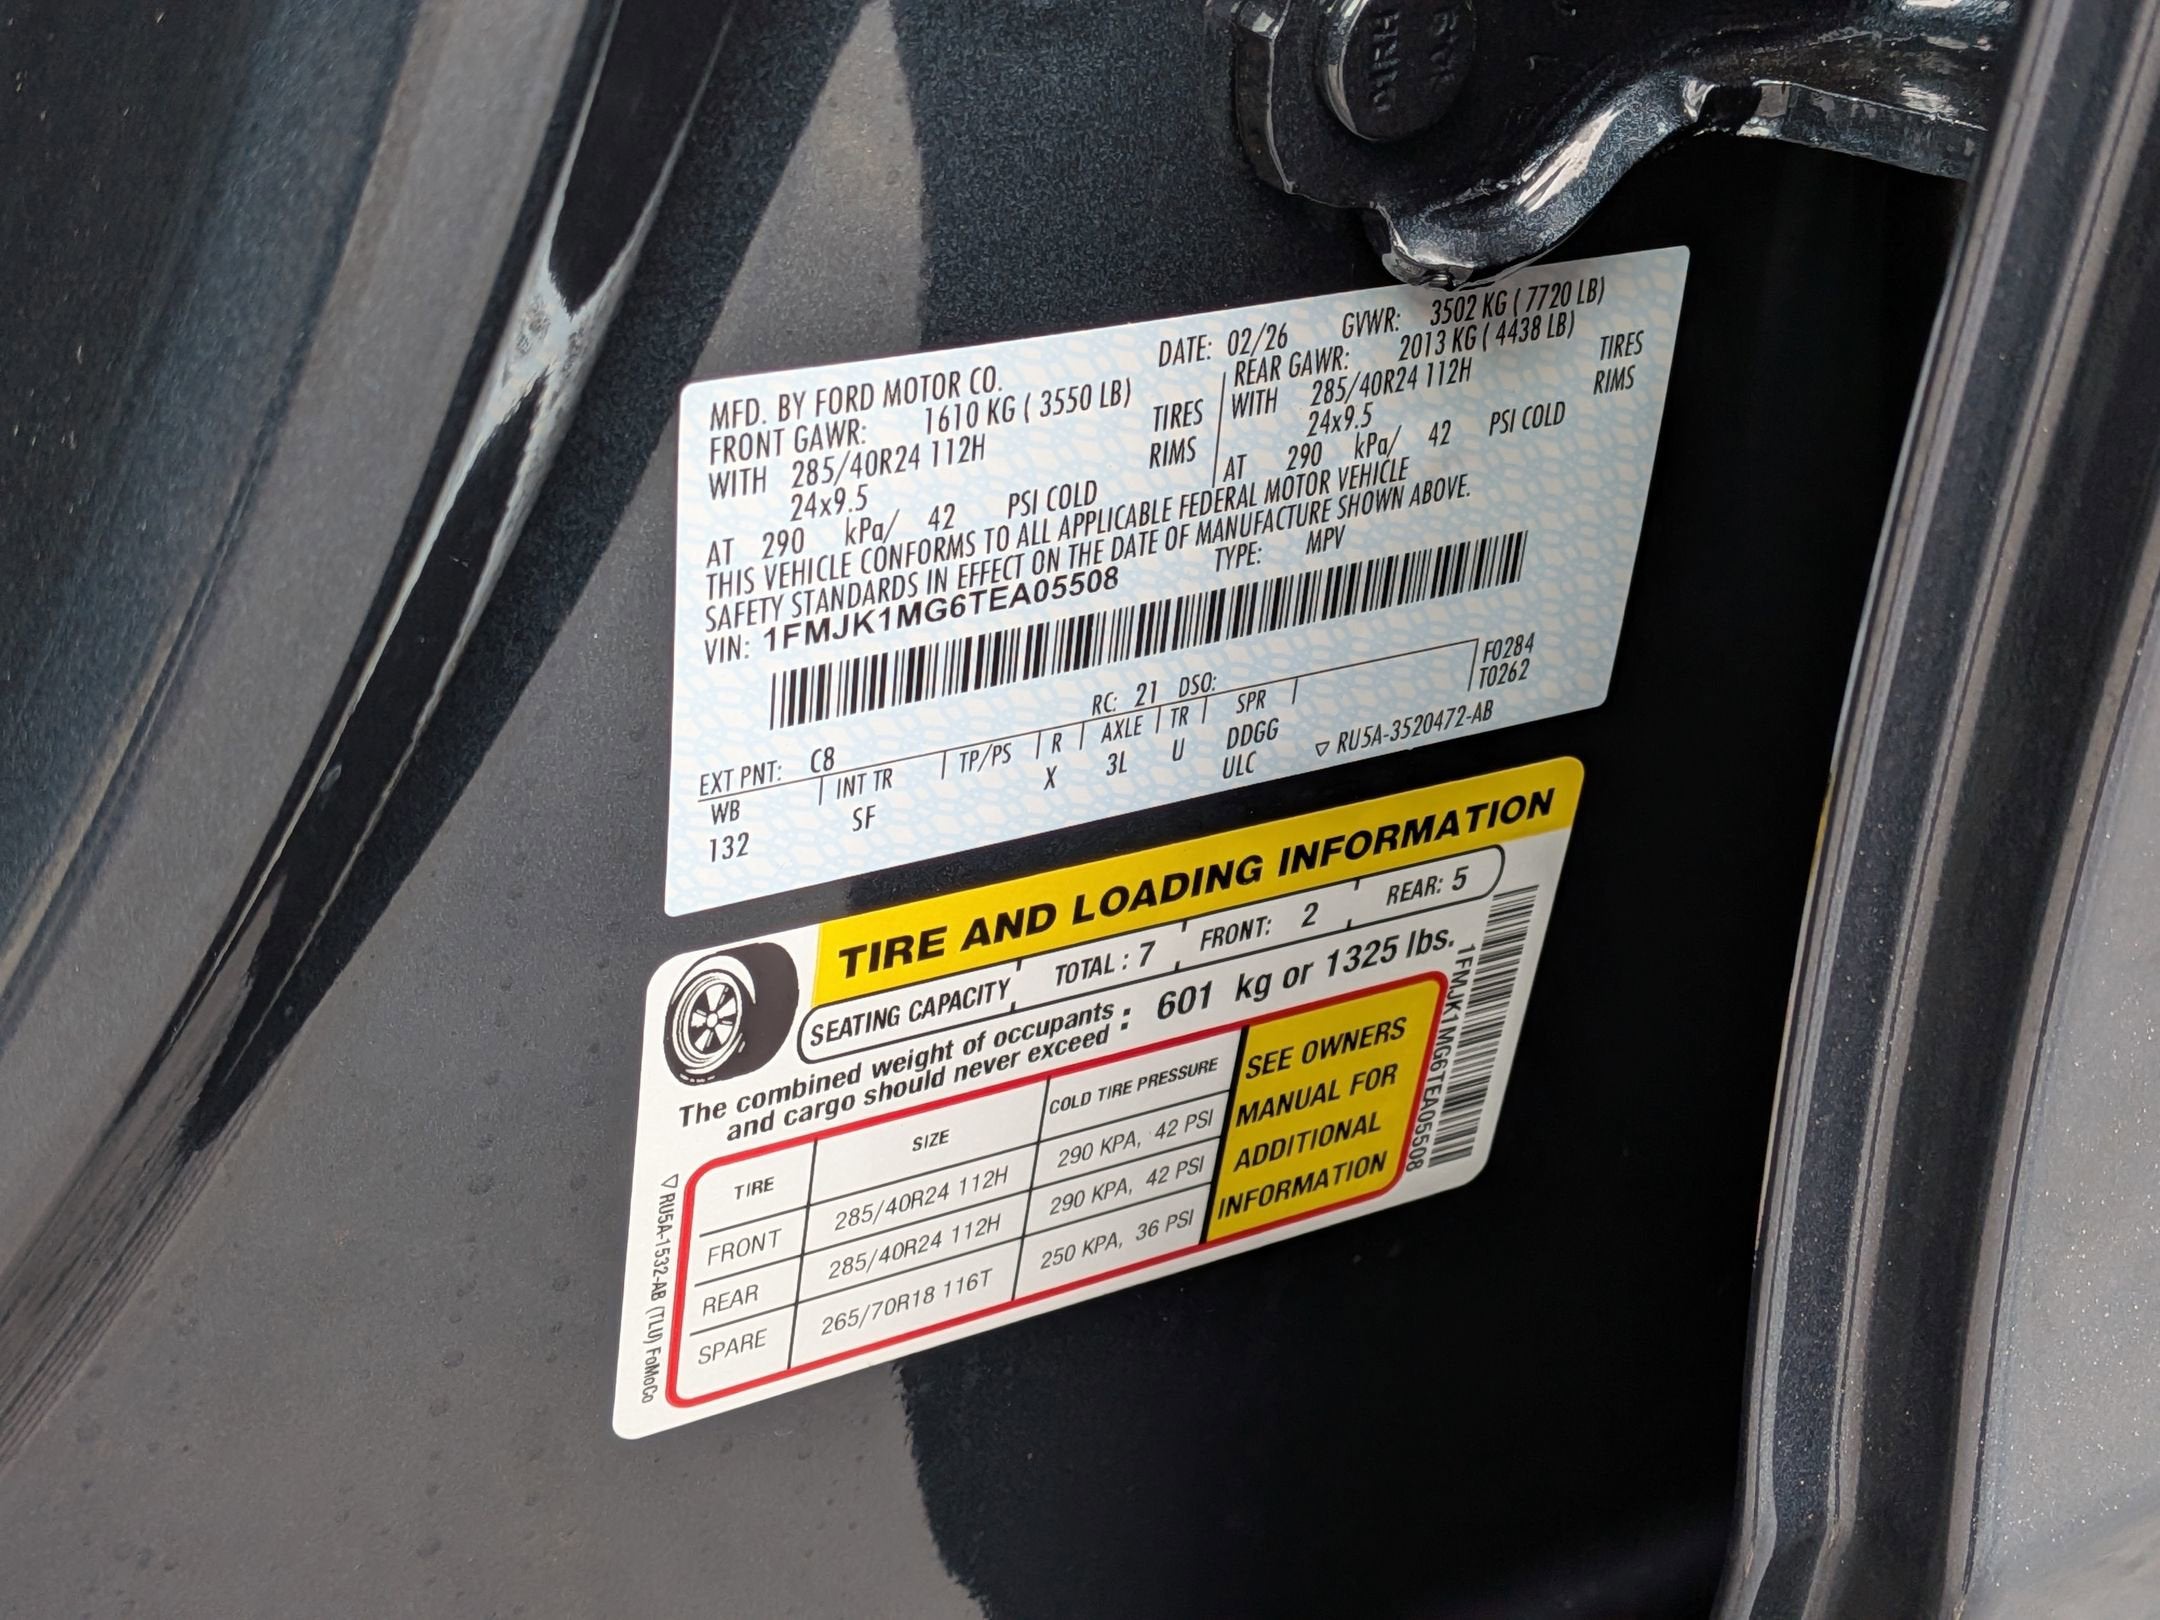 MFD. BY FORD MOTOR CO. DATE: 02/26 GVWR: 3502 KG ( 7720 LB)
FRONT GAWR: 1610 KG ( 3550 LB)
WITH 285/40R24 112H TIRES
24x9.5 RIMS
AT 290 kPa/ 42 PSI COLD
REAR GAWR: 2013 KG ( 4438 LB)
WITH 285/40R24 112H TIRES
24x9.5 RIMS
AT 290 kPa/ 42 PSI COLD
THIS VEHICLE CONFORMS TO ALL APPLICABLE FEDERAL MOTOR VEHICLE
SAFETY STANDARDS IN EFFECT ON THE DATE OF MANUFACTURE SHOWN ABOVE.
VIN: 1FMJK1MG6TEA05508 TYPE: MPV
F0284
T0262
EXT PNT: C8 RC: 21 DSO:
WB INT TR TP/PS R AXLE TR SPR
132 SF X 3L U DDGG
ULC
▽ RU5A-3520472-AB
TIRE AND LOADING INFORMATION
SEATING CAPACITY TOTAL : 7 FRONT: 2 REAR: 5
The combined weight of occupants and cargo should never exceed : 601 kg or 1325 lbs.
TIRE SIZE COLD TIRE PRESSURE
FRONT 285/40R24 112H 290 KPA, 42 PSI
REAR 285/40R24 112H 290 KPA, 42 PSI
SPARE 265/70R18 116T 250 KPA, 36 PSI
SEE OWNERS
MANUAL FOR
ADDITIONAL
INFORMATION
1FMJK1MG6TEA05508
▽ RU5A-1532-AB (TLU) FoMoCo